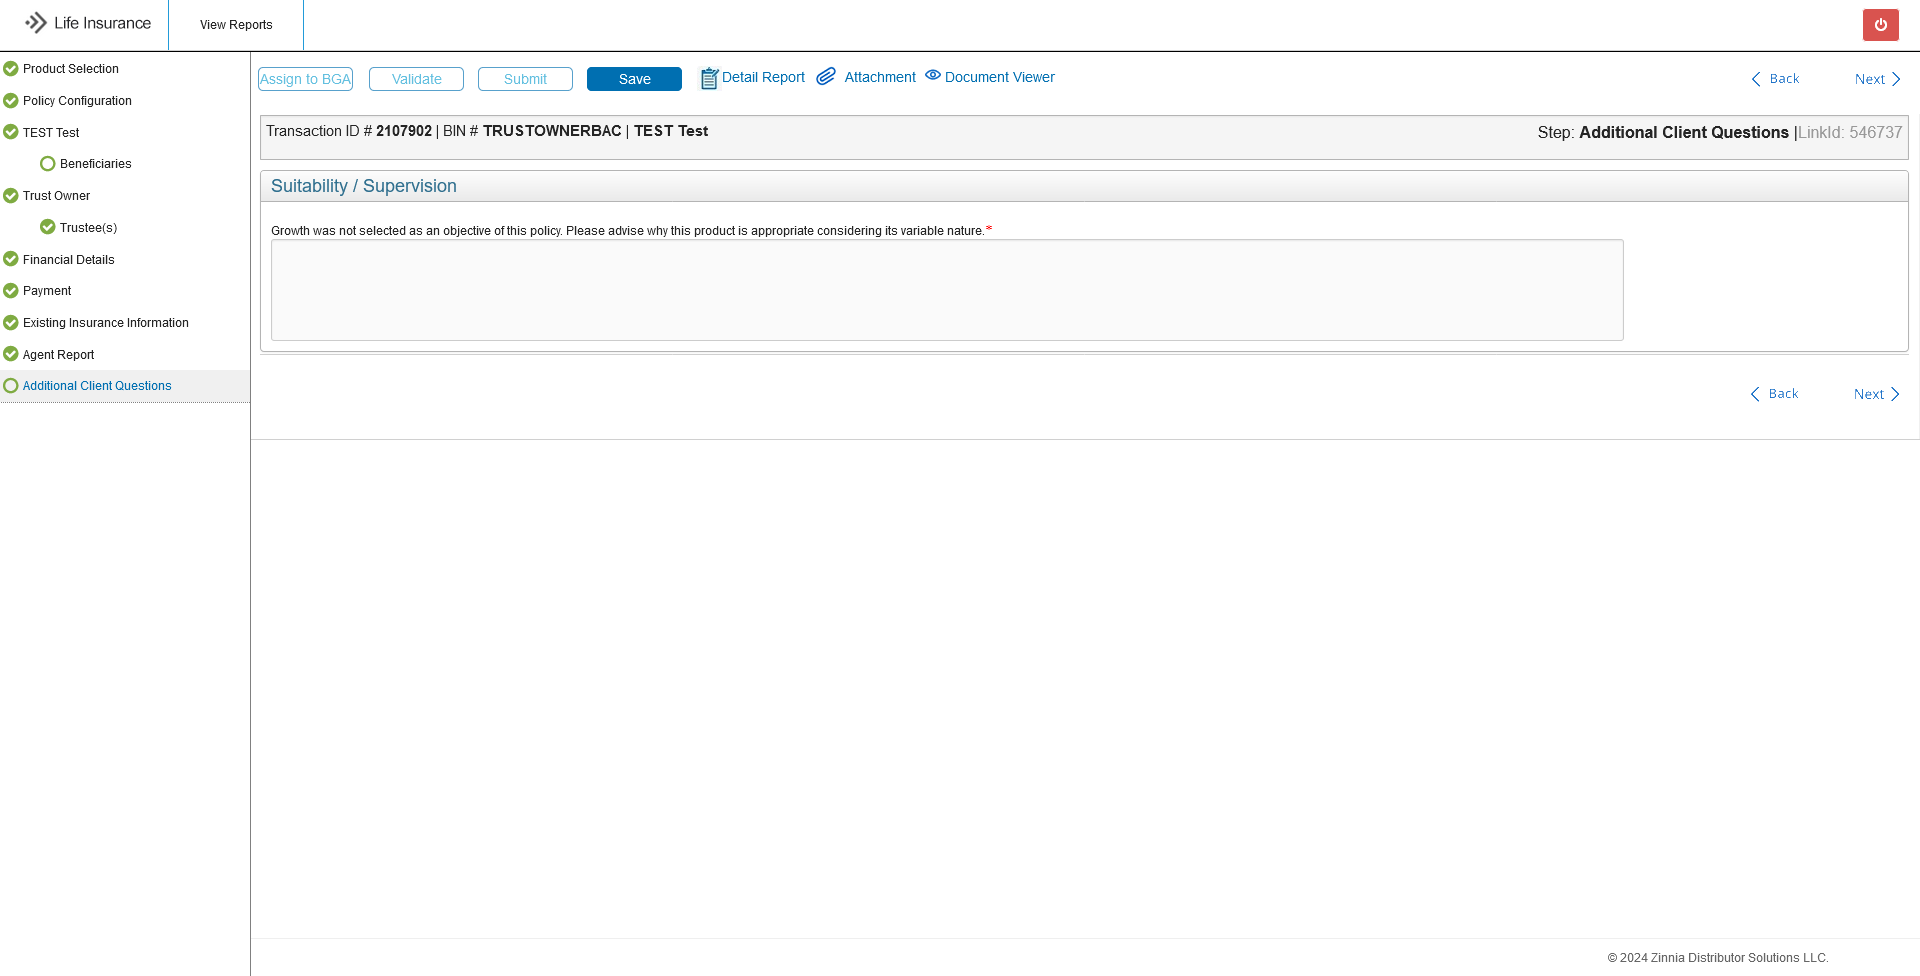 Life Insurance
View Reports
Product Selection
Policy Configuration
TEST Test
Beneficiaries
Trust Owner
Trustee(s)
Financial Details
Payment
Existing Insurance Information
Agent Report
Additional Client Questions
Assign to BGA Validate Submit Save Detail Report Attachment Document Viewer Back Next
Transaction ID # 2107902 | BIN # TRUSTOWNERBAC | TEST Test
Step: Additional Client Questions |LinkId: 546737
Suitability / Supervision
Growth was not selected as an objective of this policy. Please advise why this product is appropriate considering its variable nature.*
Back Next
© 2024 Zinnia Distributor Solutions LLC.